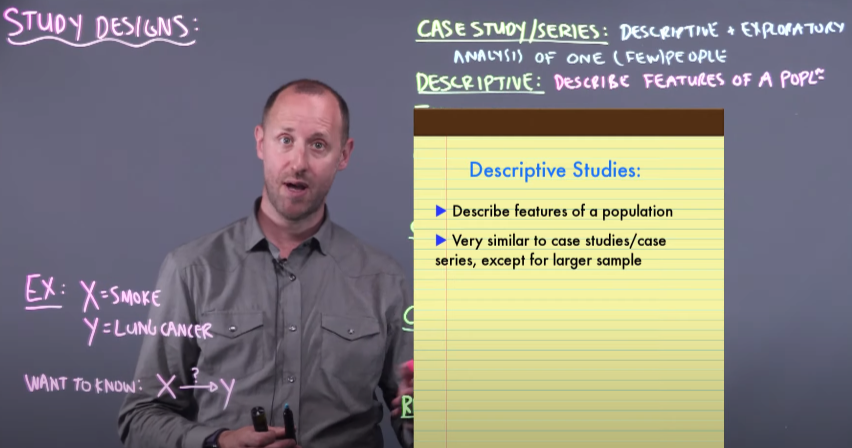 STUDY DESIGNS:
CASE STUDY/SERIES: DESCRIPTIVE + EXPLORATORY
ANALYSIS OF ONE (FEW) PEOPLE
DESCRIPTIVE: DESCRIBE FEATURES OF A POPLⁿ
Descriptive Studies:
▶ Describe features of a population
▶ Very similar to case studies/case
series, except for larger sample
EX: X=SMOKE
Y=LUNG CANCER
WANT TO KNOW: X ?→ Y